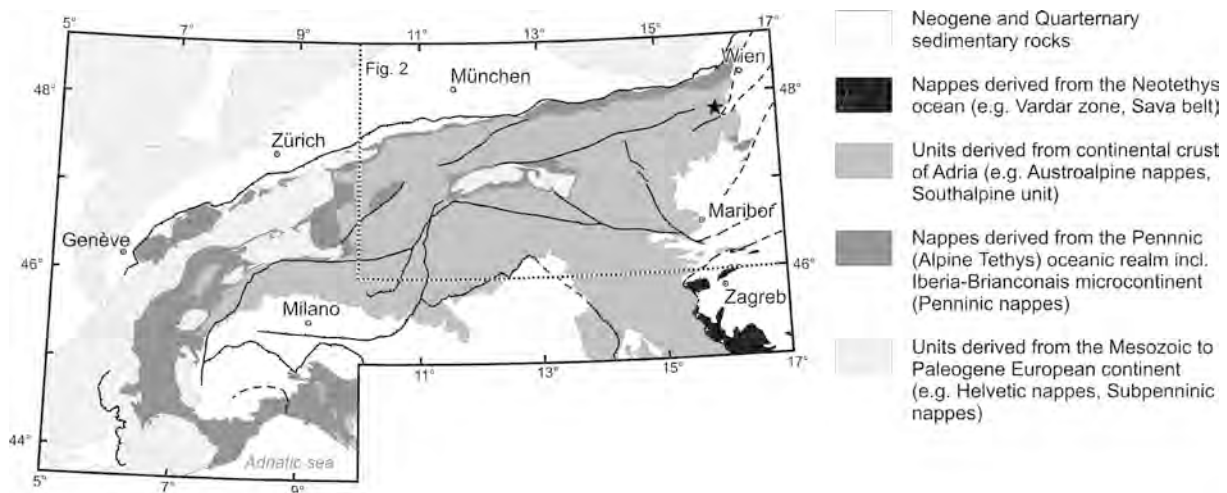 5°
7°
9°
11°
13°
15°
17°
Fig. 2
Wien
München
48°
48°
Zürich
Maribor
Genève
46°
46°
Zagreb
Milano
11°
13°
15°
17°
44°
Adriatic sea
5°
7°
9°
Neogene and Quarternary
sedimentary rocks
Nappes derived from the Neotethys
ocean (e.g. Vardar zone, Sava belt)
Units derived from continental crust
of Adria (e.g. Austroalpine nappes,
Southalpine unit)
Nappes derived from the Pennnic
(Alpine Tethys) oceanic realm incl.
Iberia-Brianconais microcontinent
(Penninic nappes)
Units derived from the Mesozoic to
Paleogene European continent
(e.g. Helvetic nappes, Subpenninic
nappes)